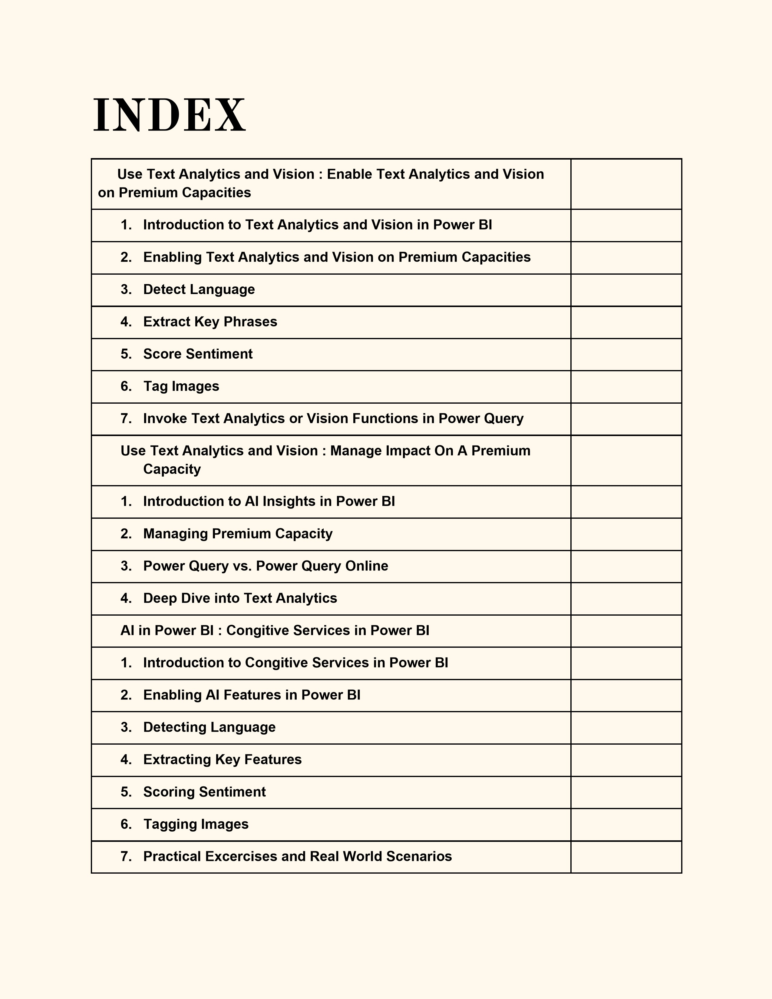 INDEX
Use Text Analytics and Vision : Enable Text Analytics and Vision
on Premium Capacities
1. Introduction to Text Analytics and Vision in Power BI
2. Enabling Text Analytics and Vision on Premium Capacities
3. Detect Language
4. Extract Key Phrases
5. Score Sentiment
6. Tag Images
7. Invoke Text Analytics or Vision Functions in Power Query
Use Text Analytics and Vision : Manage Impact On A Premium
Capacity
1. Introduction to AI Insights in Power BI
2. Managing Premium Capacity
3. Power Query vs. Power Query Online
4. Deep Dive into Text Analytics
AI in Power BI : Congitive Services in Power BI
1. Introduction to Congitive Services in Power BI
2. Enabling AI Features in Power BI
3. Detecting Language
4. Extracting Key Features
5. Scoring Sentiment
6. Tagging Images
7. Practical Excercises and Real World Scenarios